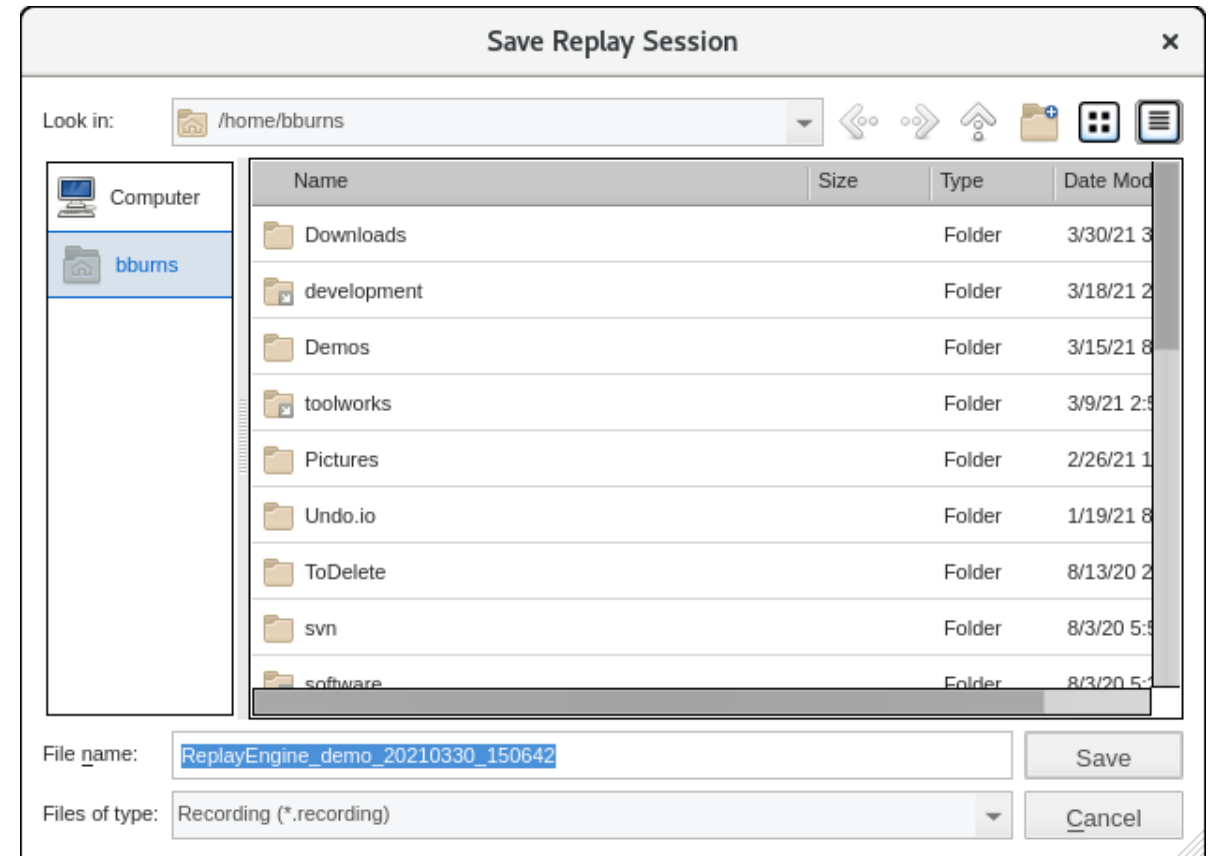 Save Replay Session
Look in: /home/bburns
Computer
bburns
Name Size Type Date Mod
Downloads Folder 3/30/21 3
development Folder 3/18/21 2
Demos Folder 3/15/21 8
toolworks Folder 3/9/21 2:5
Pictures Folder 2/26/21 1
Undo.io Folder 1/19/21 8
ToDelete Folder 8/13/20 2
svn Folder 8/3/20 5:5
software Folder 8/3/20 5:
File name: ReplayEngine_demo_20210330_150642 Save
Files of type: Recording (*.recording) Cancel